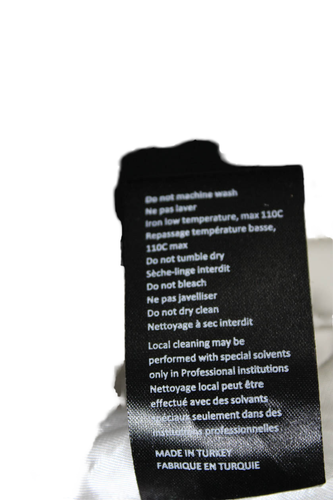 Do not machine wash
Ne pas laver
Iron low temperature, max 110C
Repassage température basse,
110C max
Do not tumble dry
Sèche-linge interdit
Do not bleach
Ne pas javelliser
Do not dry clean
Nettoyage à sec interdit
Local cleaning may be
performed with special solvents
only in Professional Institutions
Nettoyage local peut être
effectué avec des solvants
spéciaux seulement dans des
institutions professionnelles
MADE IN TURKEY
FABRIQUE EN TURQUIE